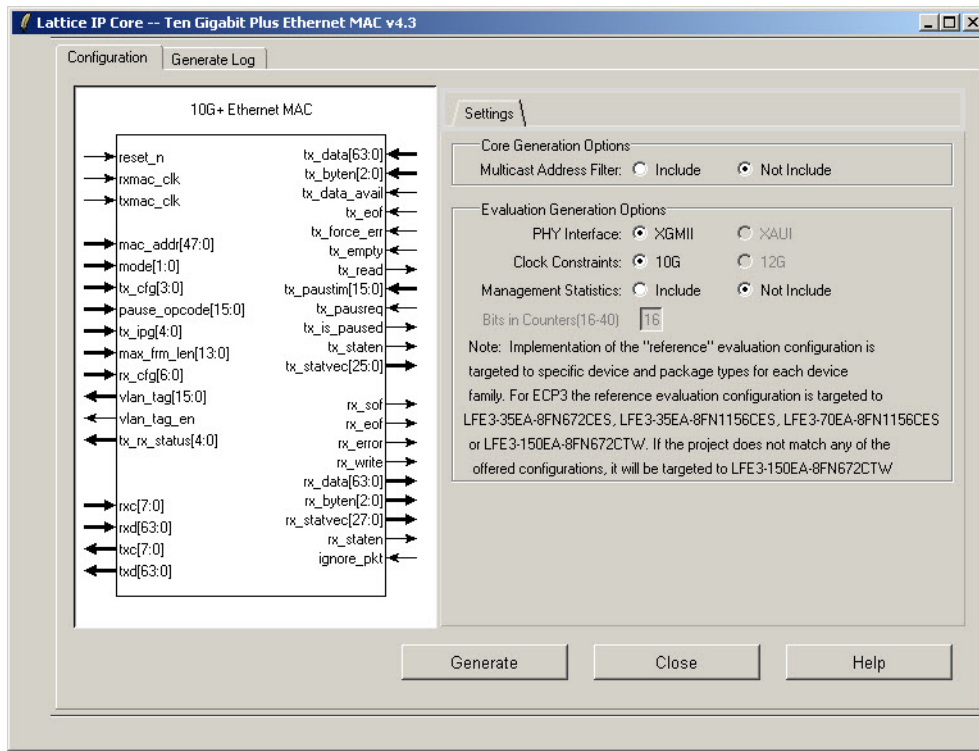 Lattice IP Core -- Ten Gigabit Plus Ethernet MAC v4.3
Configuration
Generate Log
10G+ Ethernet MAC
reset_n
rxmac_clk
txmac_clk
mac_addr[47:0]
mode[1:0]
tx_cfg[3:0]
pause_opcode[15:0]
tx_ipg[4:0]
max_frm_len[13:0]
rx_cfg[6:0]
vlan_tag[15:0]
vlan_tag_en
tx_rx_status[4:0]
rxc[7:0]
rxd[63:0]
txc[7:0]
txd[63:0]
tx_data[63:0]
tx_byten[2:0]
tx_data_avail
tx_eof
tx_force_err
tx_empty
tx_read
tx_paustim[15:0]
tx_pausreq
tx_is_paused
tx_staten
tx_statvec[25:0]
rx_sof
rx_eof
rx_error
rx_write
rx_data[63:0]
rx_byten[2:0]
rx_statvec[27:0]
rx_staten
ignore_pkt
Settings
Core Generation Options
Multicast Address Filter: Include Not Include
Evaluation Generation Options
PHY Interface: XGMII XAUI
Clock Constraints: 10G 12G
Management Statistics: Include Not Include
Bits in Counters(16-40) 16
Note: Implementation of the "reference" evaluation configuration is
targeted to specific device and package types for each device
family. For ECP3 the reference evaluation configuration is targeted to
LFE3-35EA-8FN672CES, LFE3-35EA-8FN1156CES, LFE3-70EA-8FN1156CES
or LFE3-150EA-8FN672CTW. If the project does not match any of the
offered configurations, it will be targeted to LFE3-150EA-8FN672CTW
Generate
Close
Help